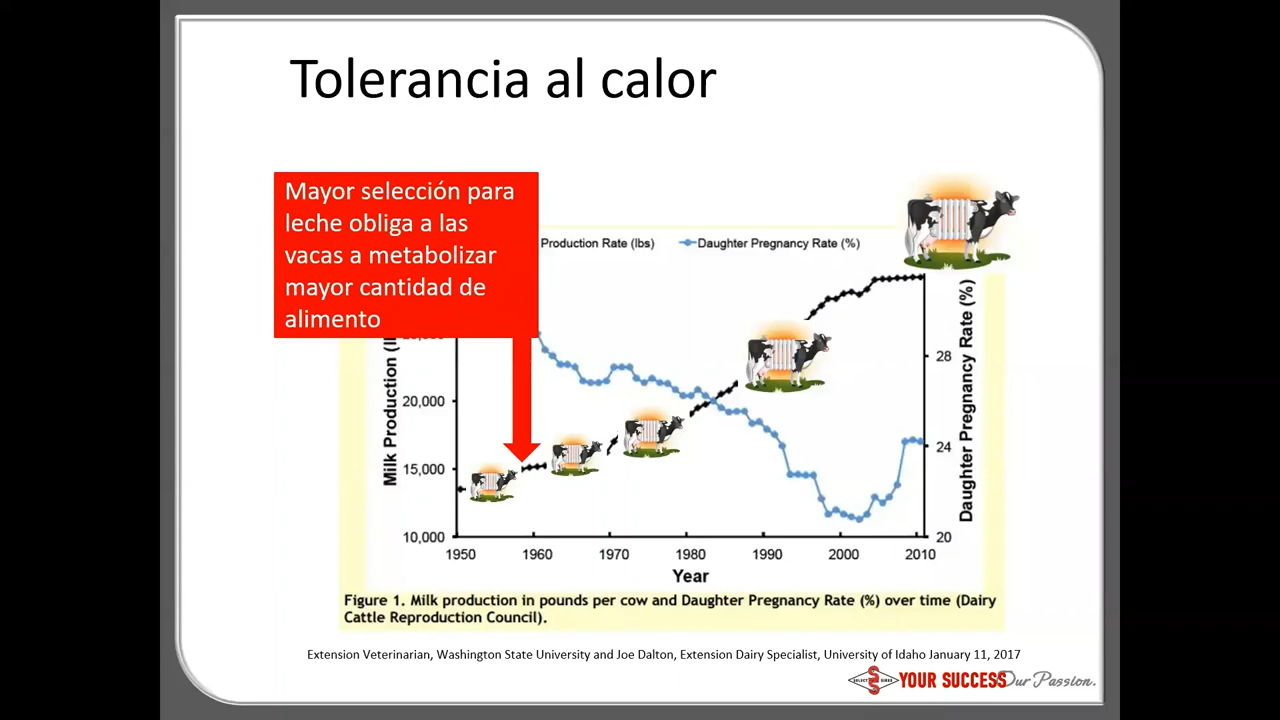 Tolerancia al calor
Mayor selección para
leche obliga a las
vacas a metabolizar
mayor cantidad de
alimento
Production Rate (lbs)
Daughter Pregnancy Rate (%)
Milk Production
20,000
15,000
10,000
28
24
20
Daughter Pregnancy Rate (%)
1950 1960 1970 1980 1990 2000 2010
Year
Figure 1. Milk production in pounds per cow and Daughter Pregnancy Rate (%) over time (Dairy
Cattle Reproduction Council).
Extension Veterinarian, Washington State University and Joe Dalton, Extension Dairy Specialist, University of Idaho January 11, 2017
SELECT SIRES YOUR SUCCESS Our Passion.